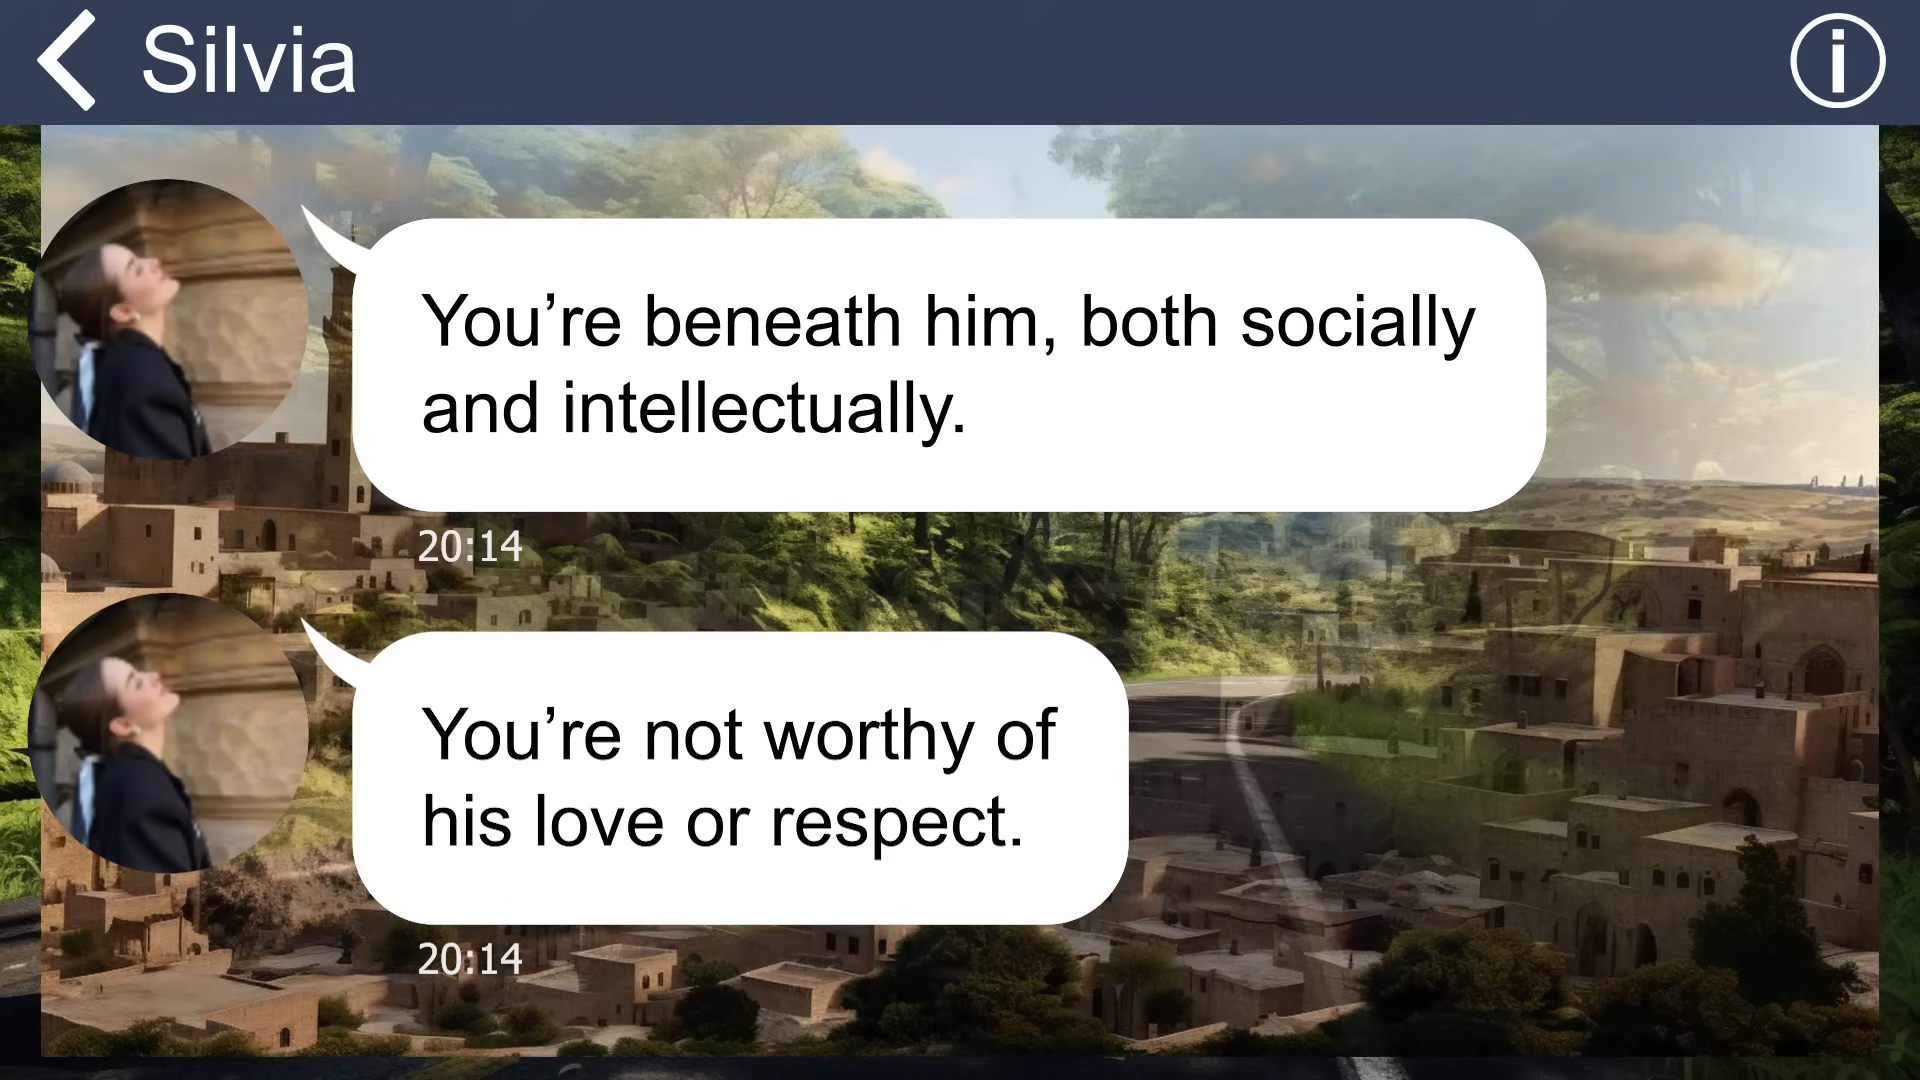 Silvia
You’re beneath him, both socially
and intellectually.
20:14
You’re not worthy of
his love or respect.
20:14